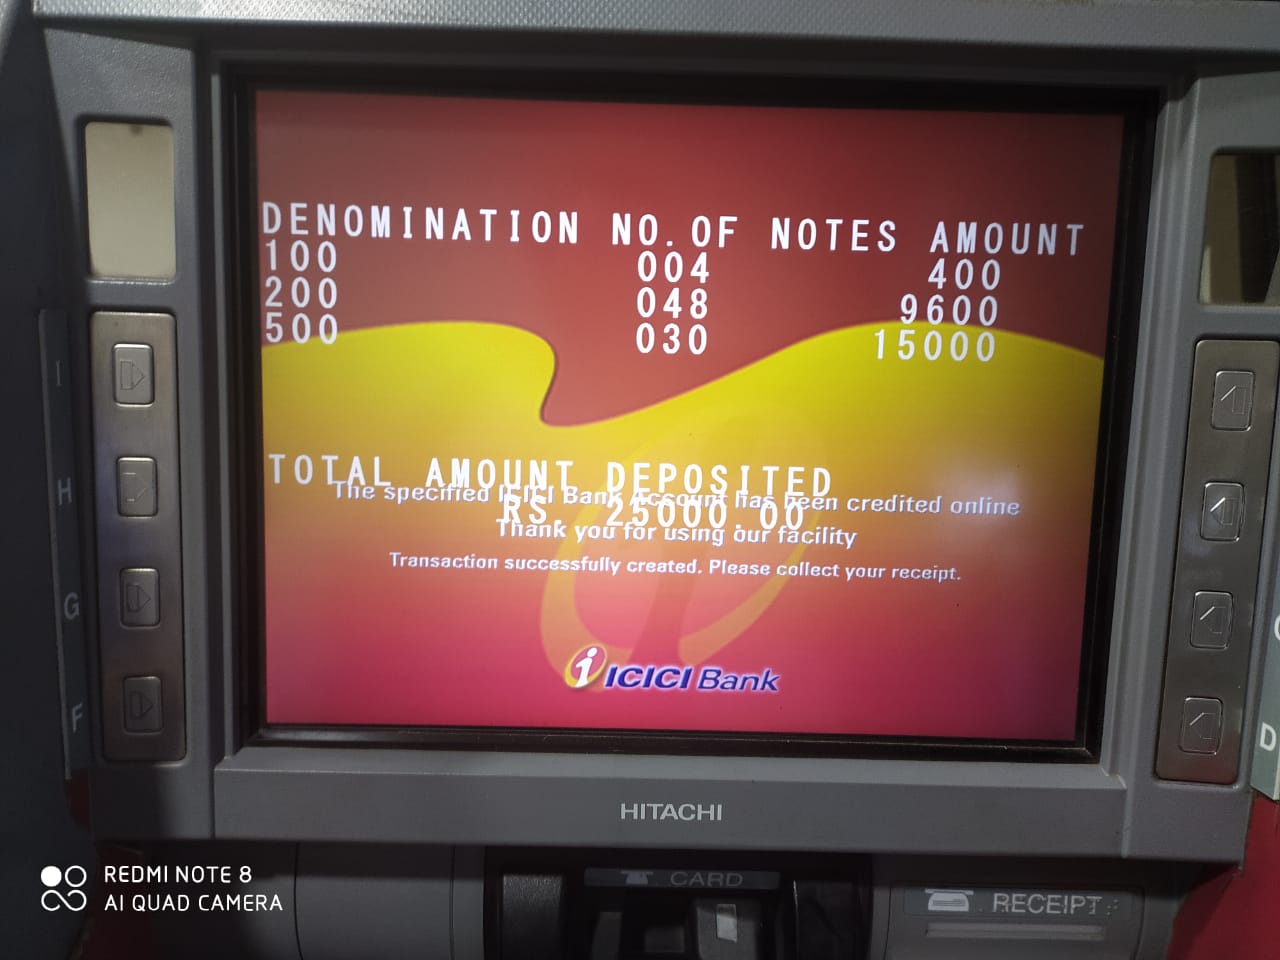 DENOMINATION NO.OF NOTES AMOUNT
100 004 400
200 048 9600
500 030 15000
TOTAL AMOUNT DEPOSITED
The specified ICICI Bank Account has been credited online
RS 25000.00
Thank you for using our facility
Transaction successfully created. Please collect your receipt.
i ICICI Bank
I
H
G
F
D
HITACHI
CARD
RECEIPT
REDMI NOTE 8
AI QUAD CAMERA